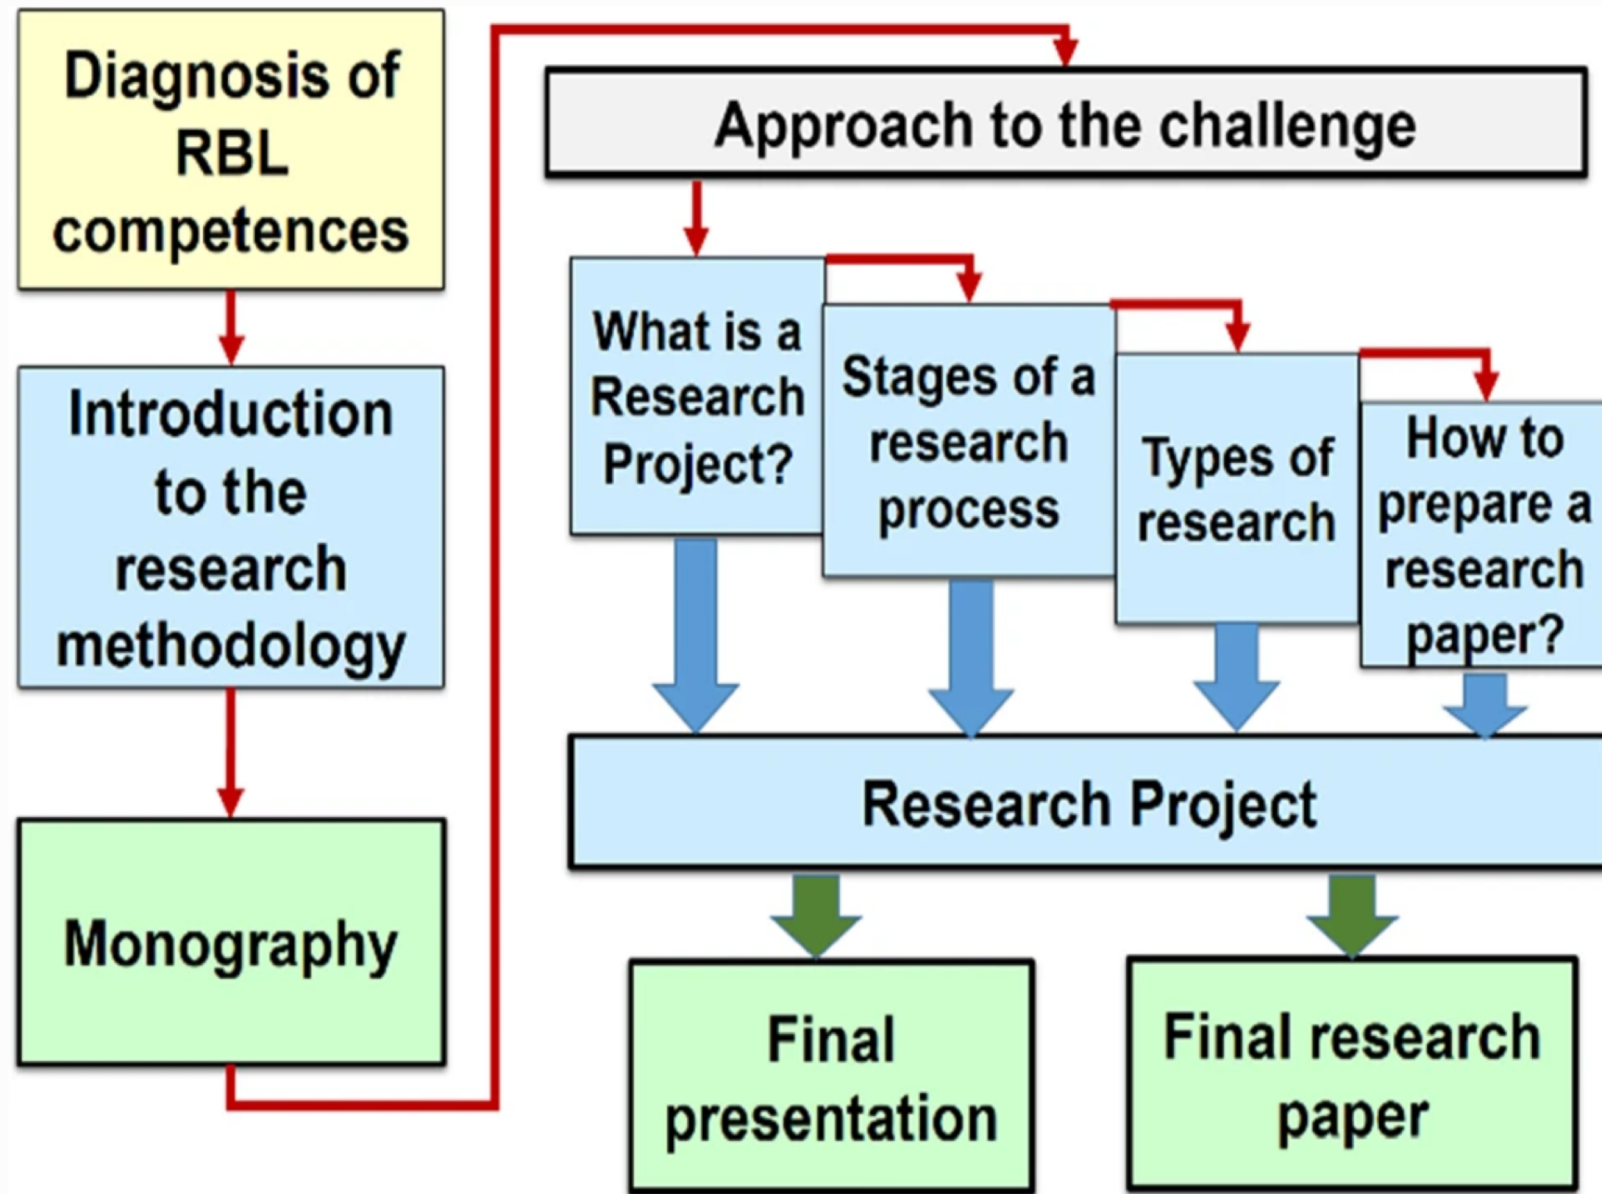 Diagnosis of
RBL
competences
Introduction
to the
research
methodology
Monography
Approach to the challenge
What is a
Research
Project?
Stages of a
research
process
Types of
research
How to
prepare a
research
paper?
Research Project
Final
presentation
Final research
paper